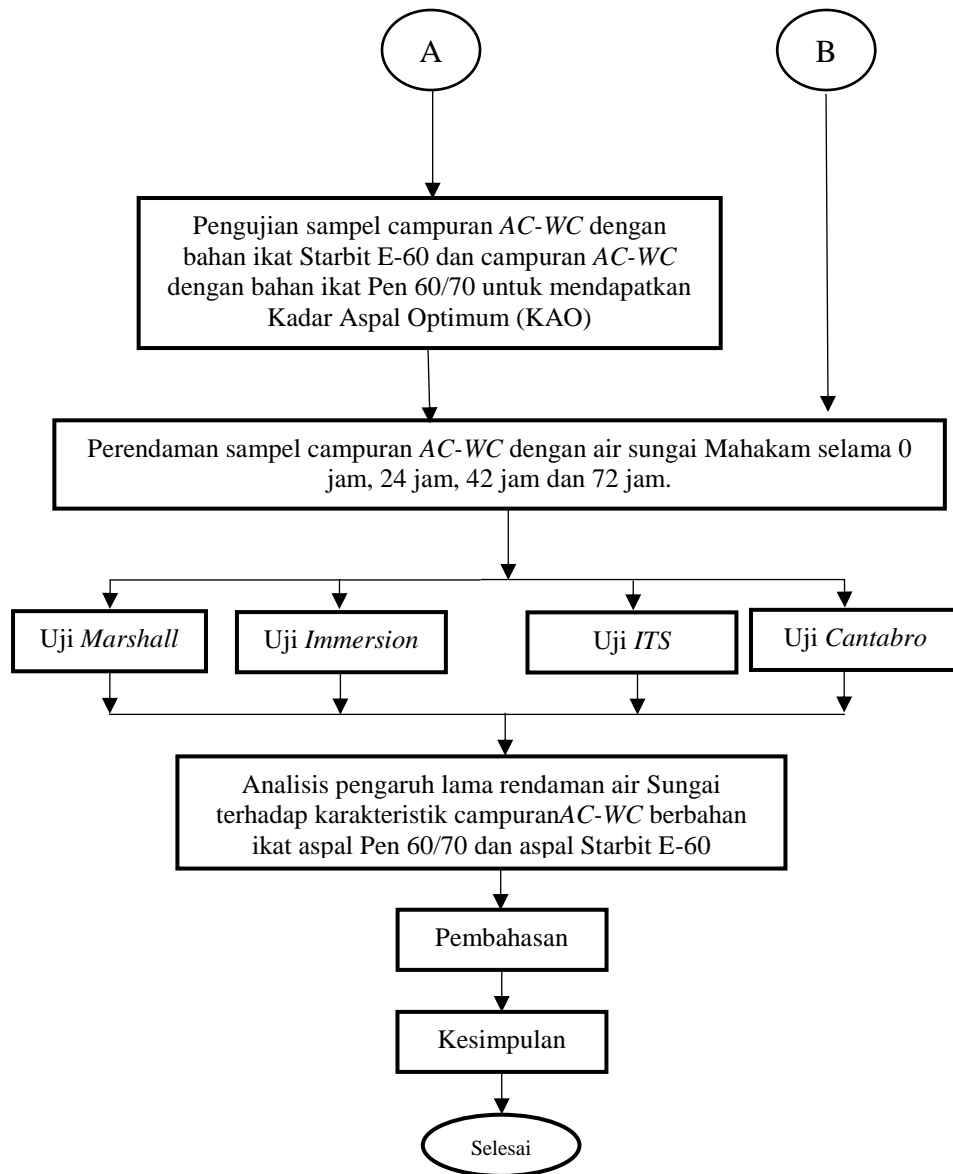 A
B
Pengujian sampel campuran AC-WC dengan
bahan ikat Starbit E-60 dan campuran AC-WC
dengan bahan ikat Pen 60/70 untuk mendapatkan
Kadar Aspal Optimum (KAO)
Perendaman sampel campuran AC-WC dengan air sungai Mahakam selama 0
jam, 24 jam, 42 jam dan 72 jam.
Uji Marshall
Uji Immersion
Uji ITS
Uji Cantabro
Analisis pengaruh lama rendaman air Sungai
terhadap karakteristik campuranAC-WC berbahan
ikat aspal Pen 60/70 dan aspal Starbit E-60
Pembahasan
Kesimpulan
Selesai